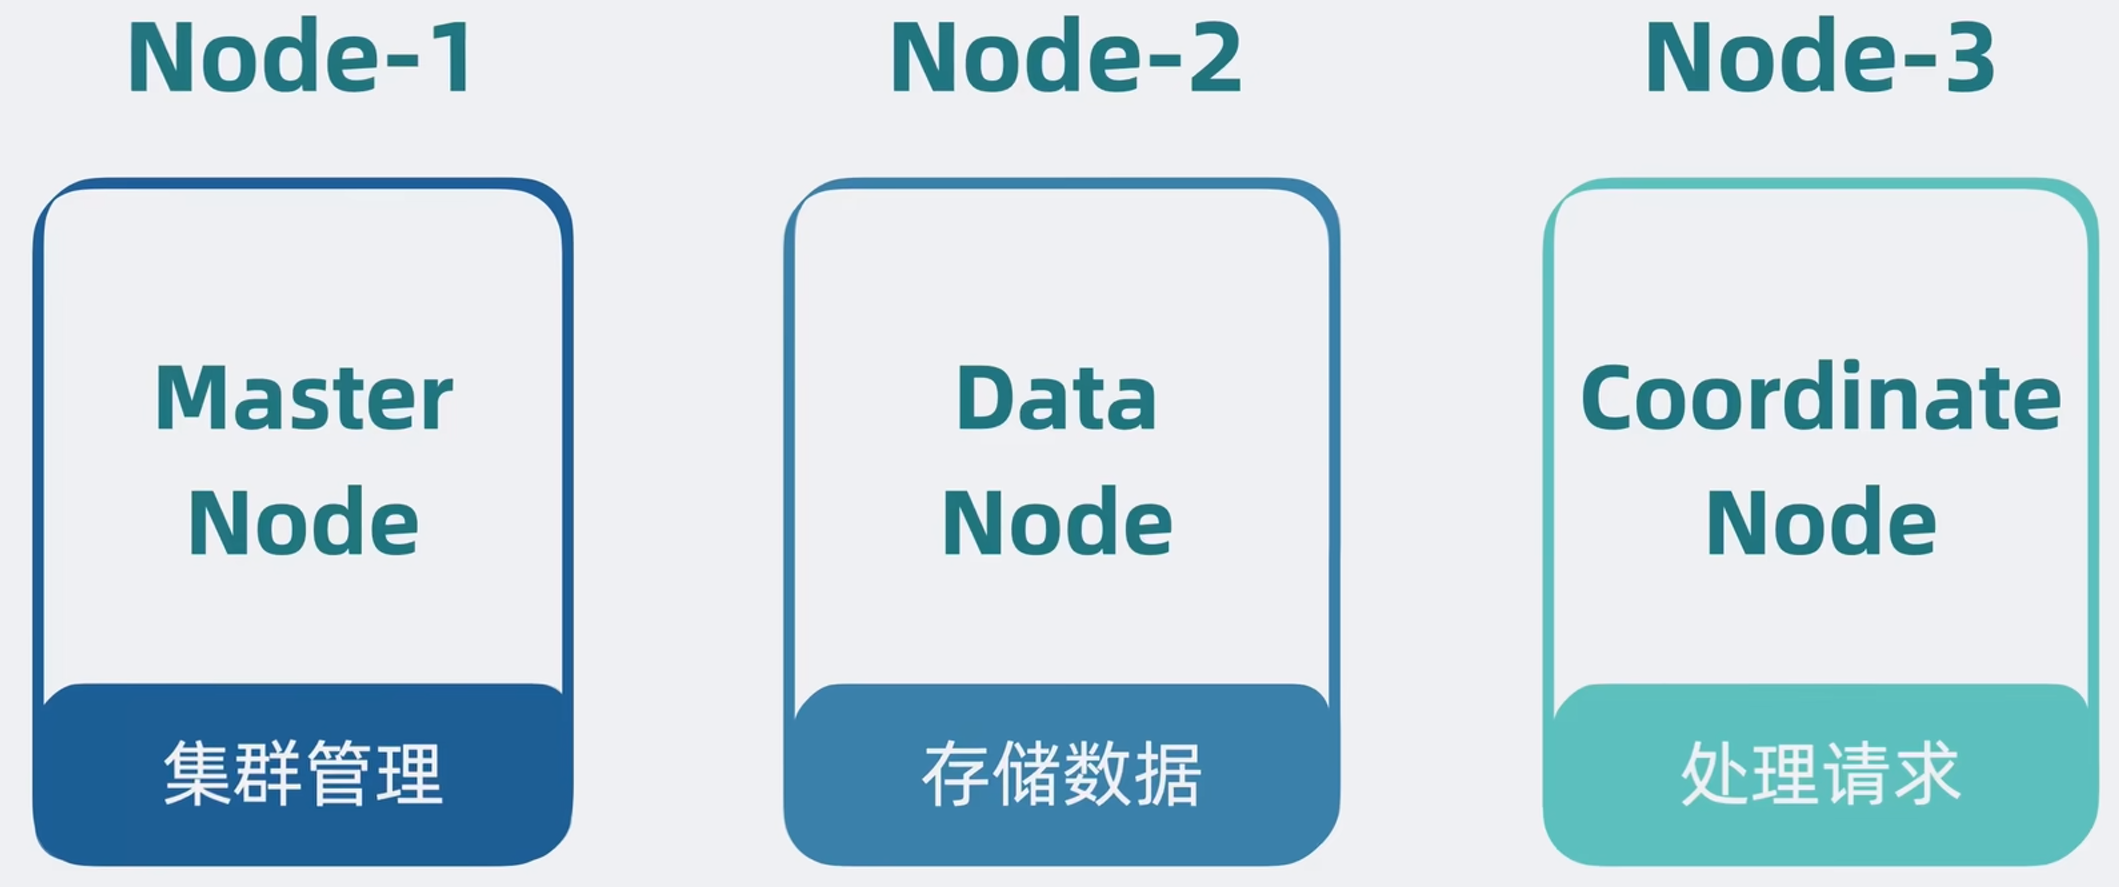 Node-1
Node-2
Node-3
Master
Node
Data
Node
Coordinate
Node
集群管理
存储数据
处理请求